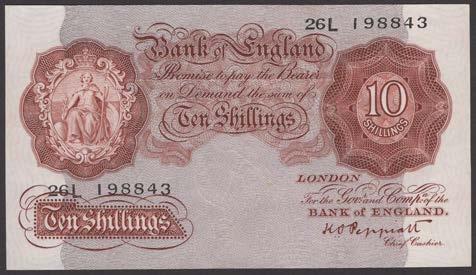 26L 198843
Bank of England
Promise to pay the Bearer
on Demand the sum of
Ten Shillings
10
SHILLINGS
LONDON
For the Govr. and Compa. of the
BANK OF ENGLAND.
K.O. Peppiatt
Chief Cashier.
26L 198843
Ten Shillings